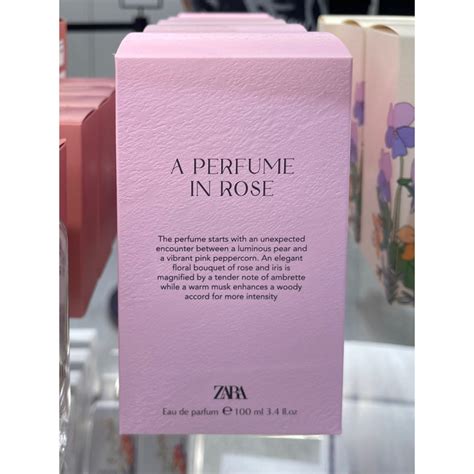 A PERFUME
IN ROSE
The perfume starts with an unexpected
encounter between a luminous pear and
a vibrant pink peppercorn. An elegant
floral bouquet of rose and iris is
magnified by a tender note of ambrette
while a warm musk enhances a woody
accord for more intensity
ZARA
Eau de parfum ℮ 100 ml 3.4 fl.oz